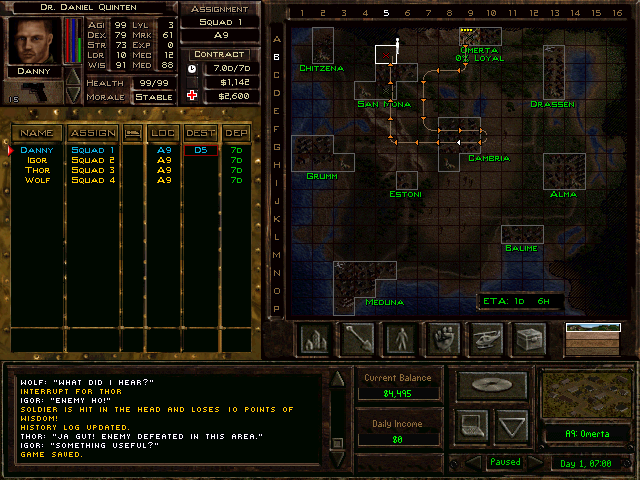 Dr. Daniel Quinten
Assignment
Squad 1
AGI 99 LVL 3
DEX 79 MRK 61
STR 73 EXP 0
LDR 10 MEC 12
WIS 91 MED 88
Danny
15
Health 99/99
Morale Stable
Contract
7.0D/7D
$1,142
$2,600
Name Assign Loc Dest Dep
Danny Squad 1 A9 D5 7D
Igor Squad 2 A9 7D
Thor Squad 3 A9 7D
Wolf Squad 4 A9 7D
1 2 3 4 5 6 7 8 9 10 11 12 13 14 15 16
A
B
C
D
E
F
G
H
I
J
K
L
M
N
O
P
Omerta
0% Loyal
Chitzena
San Mona
Drassen
Cambria
Grumm
Estoni
Alma
Balime
Meduna
ETA: 1D 6H
Wolf: "What did I hear?"
Interrupt for Thor
Igor: "Enemy ho!"
Soldier is hit in the head and loses 10 points of
wisdom!
History log updated.
Thor: "Ja gut! Enemy defeated in this area."
Igor: "Something useful?"
Game saved.
Current Balance
$4,495
Daily Income
$0
A9: Omerta
Paused
Day 1, 07:00